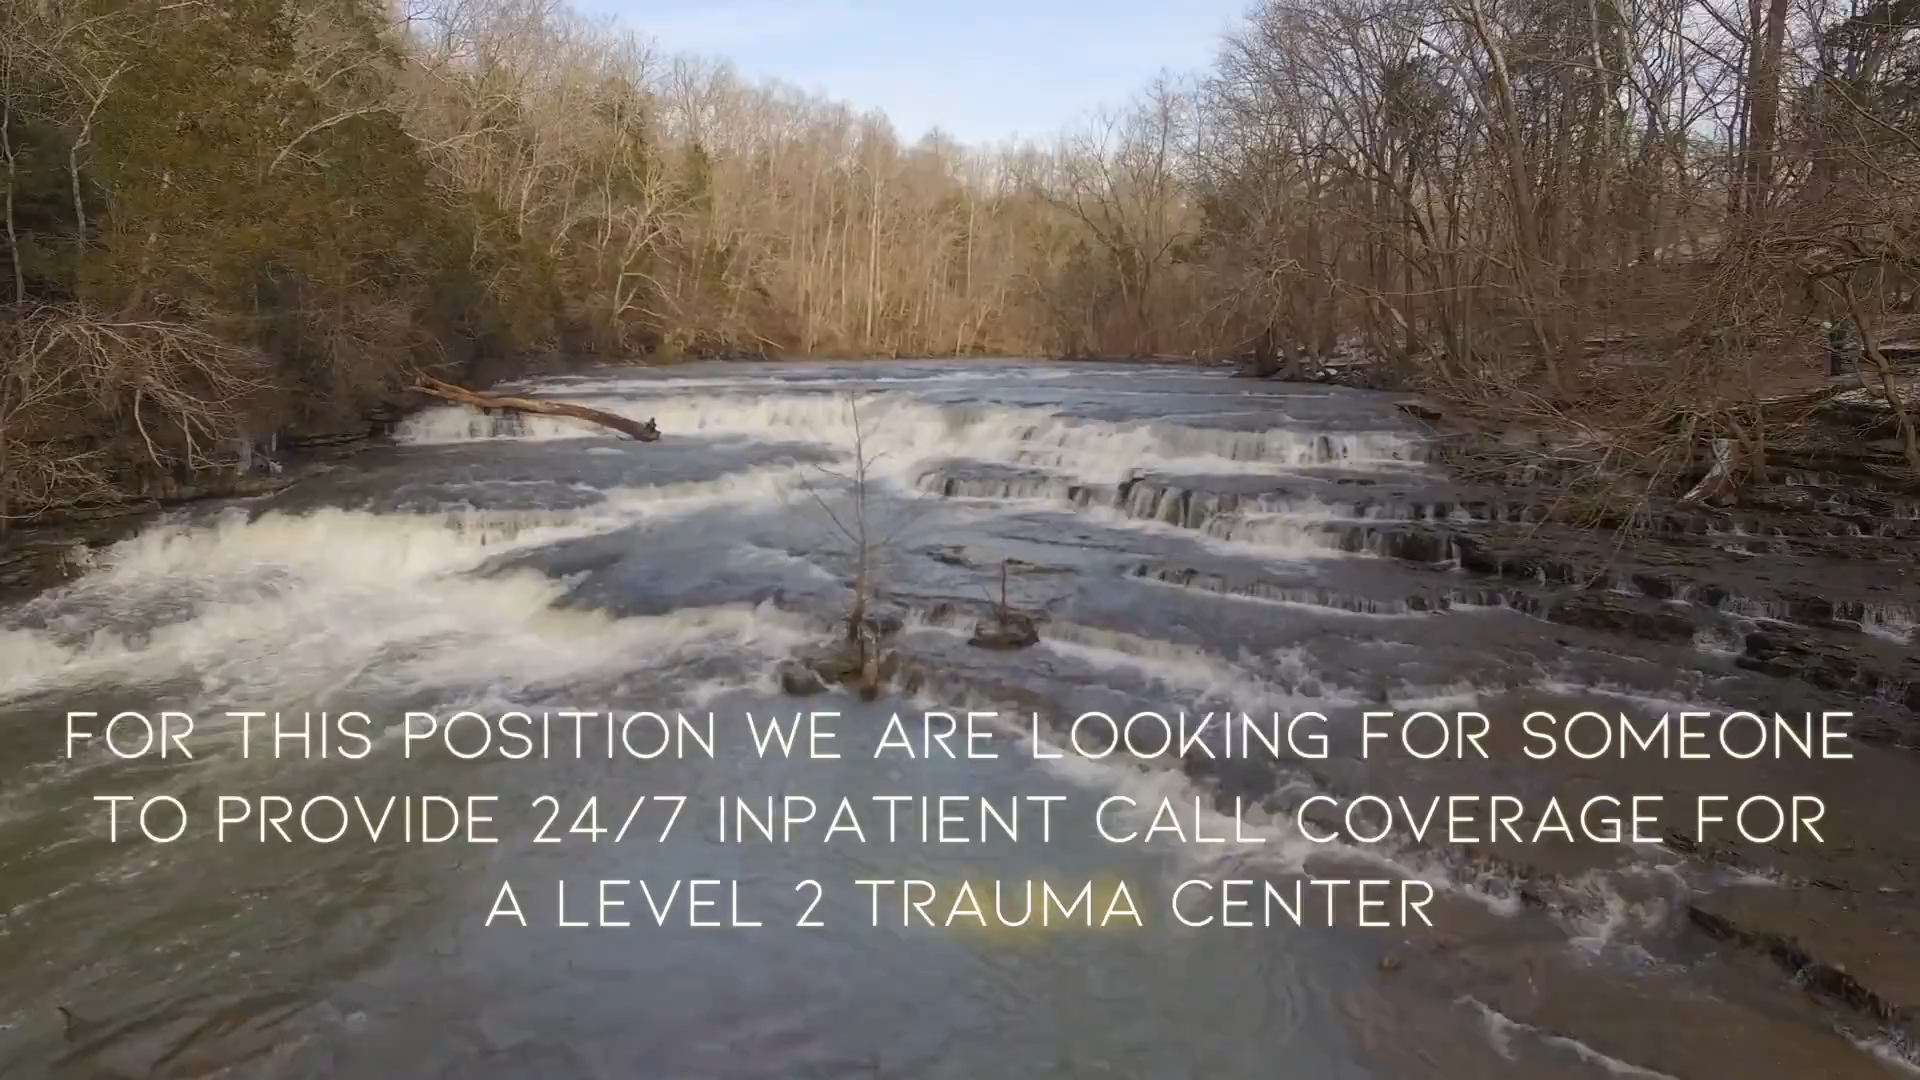 FOR THIS POSITION WE ARE LOOKING FOR SOMEONE
TO PROVIDE 24/7 INPATIENT CALL COVERAGE FOR
A LEVEL 2 TRAUMA CENTER